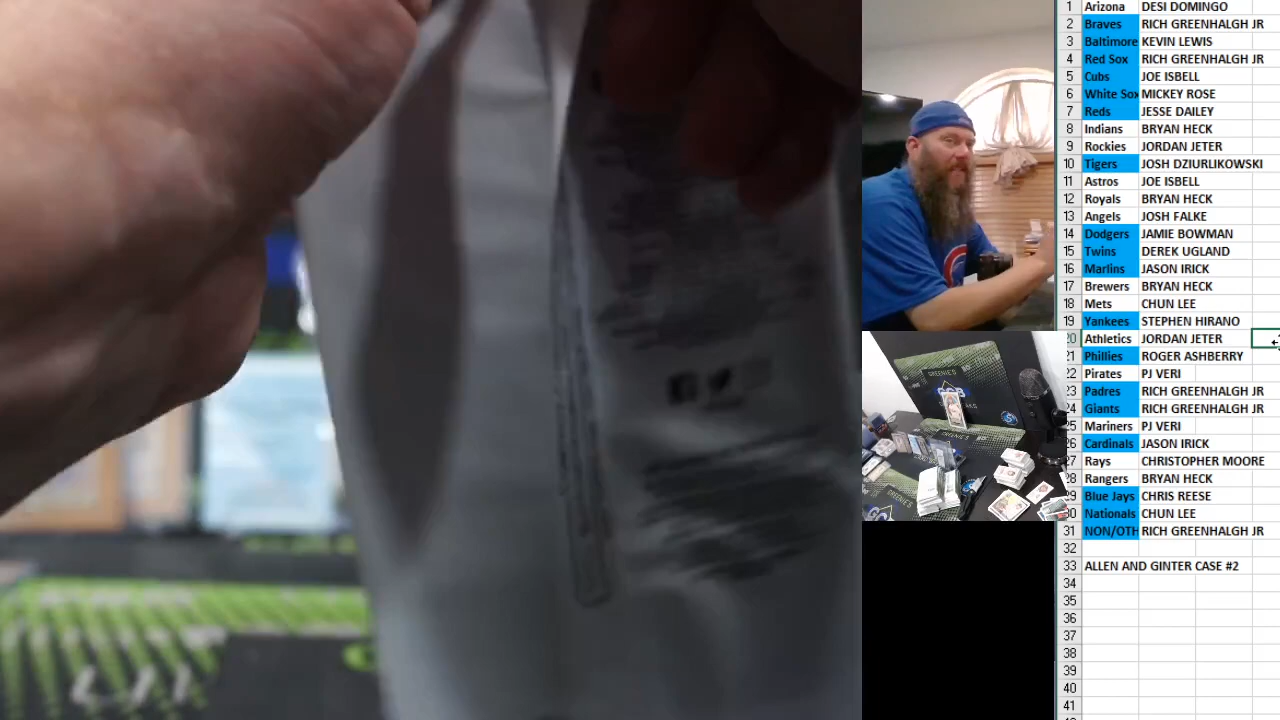 1 Arizona DESI DOMINGO
2 Braves RICH GREENHALGH JR
3 Baltimore KEVIN LEWIS
4 Red Sox RICH GREENHALGH JR
5 Cubs JOE ISBELL
6 White Sox MICKEY ROSE
7 Reds JESSE DAILEY
8 Indians BRYAN HECK
9 Rockies JORDAN JETER
10 Tigers JOSH DZIURLIKOWSKI
11 Astros JOE ISBELL
12 Royals BRYAN HECK
13 Angels JOSH FALKE
14 Dodgers JAMIE BOWMAN
15 Twins DEREK UGLAND
16 Marlins JASON IRICK
17 Brewers BRYAN HECK
18 Mets CHUN LEE
19 Yankees STEPHEN HIRANO
20 Athletics JORDAN JETER
21 Phillies ROGER ASHBERRY
22 Pirates PJ VERI
23 Padres RICH GREENHALGH JR
24 Giants RICH GREENHALGH JR
25 Mariners PJ VERI
26 Cardinals JASON IRICK
27 Rays CHRISTOPHER MOORE
28 Rangers BRYAN HECK
29 Blue Jays CHRIS REESE
30 Nationals CHUN LEE
31 NON/OTH RICH GREENHALGH JR
32
33 ALLEN AND GINTER CASE #2
34
35
36
37
38
39
40
41